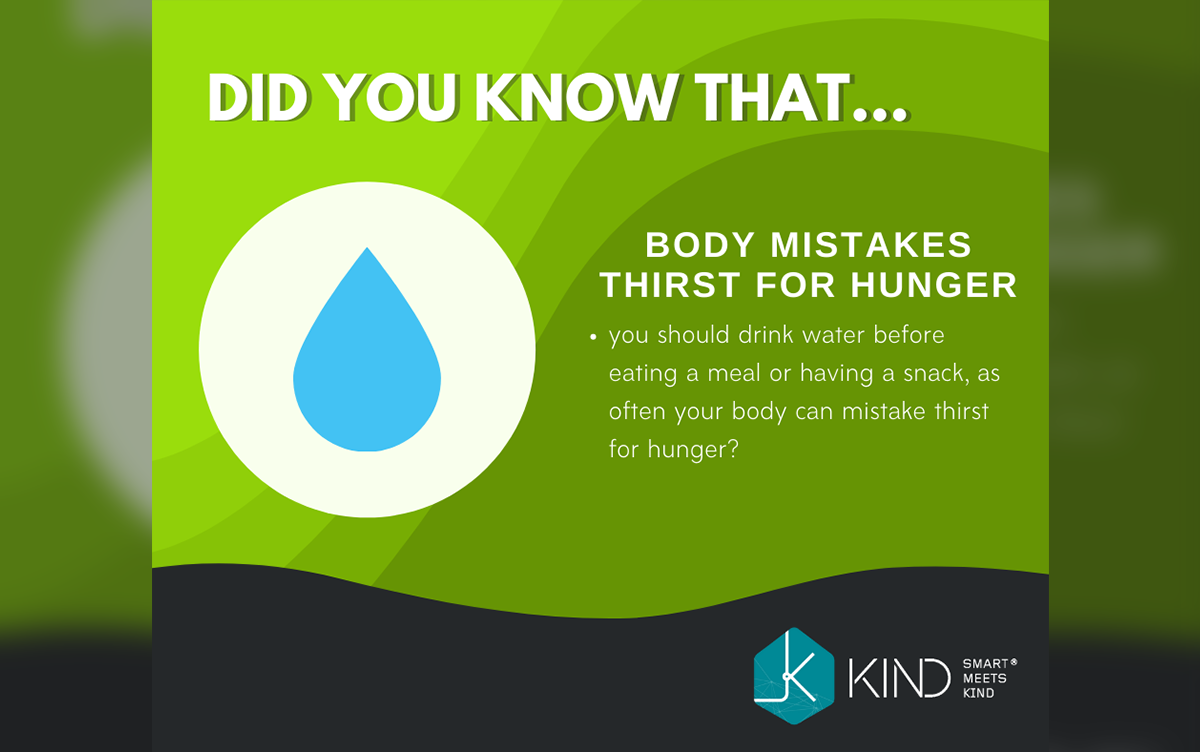 DID YOU KNOW THAT...
BODY MISTAKES
THIRST FOR HUNGER
• you should drink water before
eating a meal or having a snack, as
often your body can mistake thirst
for hunger?
KIND
SMART®
MEETS
KIND